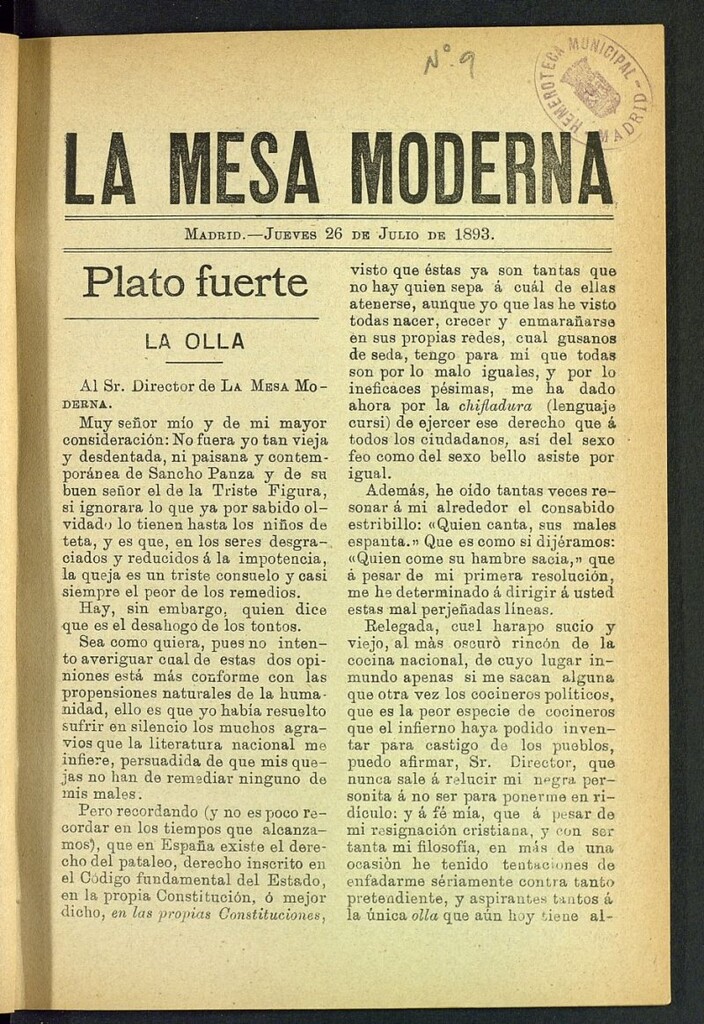 Nº. 9
HEMEROTECA MUNICIPAL - MADRID
LA MESA MODERNA
MADRID.—JUEVES 26 DE JULIO DE 1893.
Plato fuerte
LA OLLA
Al Sr. Director de LA MESA MO-
DERNA.
Muy señor mío y de mi mayor
consideración: No fuera yo tan vieja
y desdentada, ni paisana y contem-
poránea de Sancho Panza y de su
buen señor el de la Triste Figura,
si ignorara lo que ya por sabido ol-
vidado lo tienen hasta los niños de
teta, y es que, en los seres desgra-
ciados y reducidos á la impotencia,
la queja es un triste consuelo y casi
siempre el peor de los remedios.
Hay, sin embargo, quien dice
que es el desahogo de los tontos.
Sea como quiera, pues no inten-
to averiguar cual de estas dos opi-
niones está más conforme con las
propensiones naturales de la huma-
nidad, ello es que yo había resuelto
sufrir en silencio los muchos agra-
vios que la literatura nacional me
infiere, persuadida de que mis que-
jas no han de remediar ninguno de
mis males.
Pero recordando (y no es poco re-
cordar en los tiempos que alcanza-
mos), que en España existe el dere-
cho del pataleo, derecho inscrito en
el Código fundamental del Estado,
en la propia Constitución, ó mejor
dicho, en las propias Constituciones,
visto que éstas ya son tantas que
no hay quien sepa á cuál de ellas
atenerse, aunque yo que las he visto
todas nacer, crecer y enmarañarse
en sus propias redes, cual gusanos
de seda, tengo para mí que todas
son por lo malo iguales, y por lo
ineficaces pésimas, me ha dado
ahora por la chifladura (lenguaje
cursi) de ejercer ese derecho que á
todos los ciudadanos, así del sexo
feo como del sexo bello asiste por
igual.
Además, he oído tantas veces re-
sonar á mi alrededor el consabido
estribillo: «Quien canta, sus males
espanta.» Que es como si dijéramos:
«Quien come su hambre sacia,» que
á pesar de mi primera resolución,
me he determinado á dirigir á usted
estas mal perjeñadas líneas.
Relegada, cual harapo sucio y
viejo, al màs oscurò rincón de la
cocina nacional, de cuyo lugar in-
mundo apenas si me sacan alguna
que otra vez los cocineros políticos,
que es la peor especie de cocineros
que el infierno haya podido inven-
tar para castigo de los pueblos,
puedo afirmar, Sr. Director, que
nunca sale á relucir mi negra per-
sonita á no ser para ponerme en ri-
dículo: y á fé mía, que á pesar de
mi resignación cristiana, y con ser
tanta mi filosofía, en más de una
ocasión he tenido tentaciones de
enfadarme sériamente contra tanto
pretendiente, y aspirantes tantos á
la única olla que aún hoy tiene al-